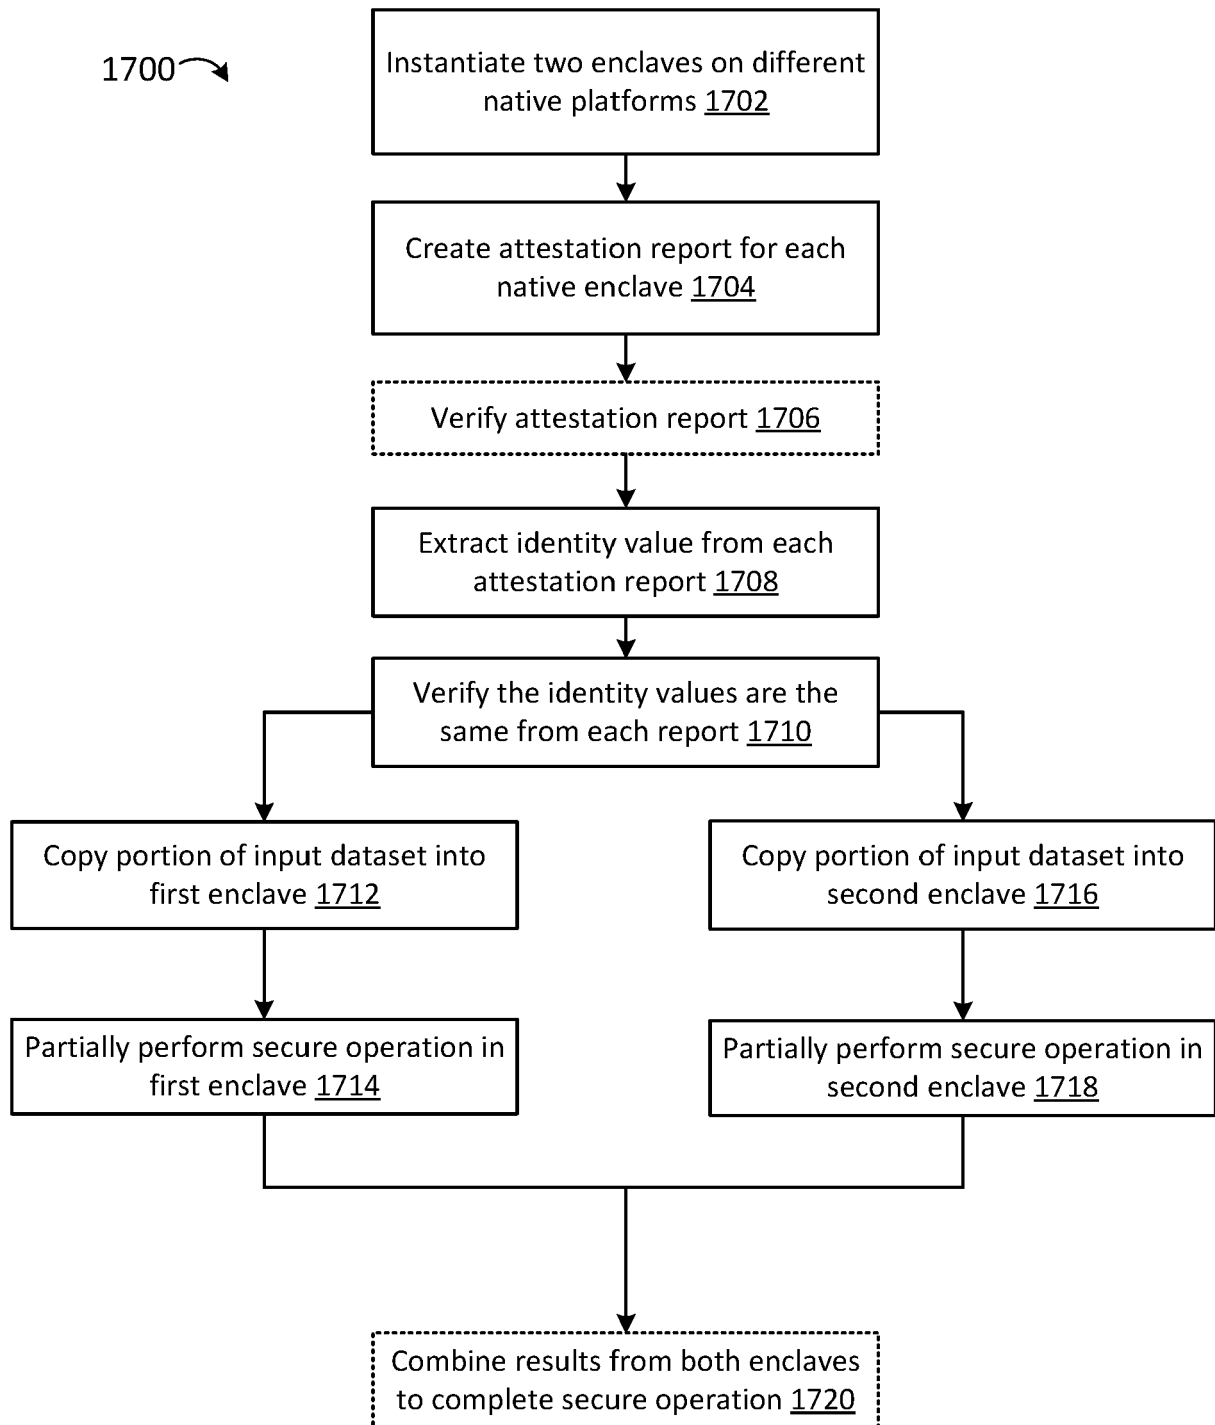 1700
Instantiate two enclaves on different
native platforms 1702
Create attestation report for each
native enclave 1704
Verify attestation report 1706
Extract identity value from each
attestation report 1708
Verify the identity values are the
same from each report 1710
Copy portion of input dataset into
first enclave 1712
Copy portion of input dataset into
second enclave 1716
Partially perform secure operation in
first enclave 1714
Partially perform secure operation in
second enclave 1718
Combine results from both enclaves
to complete secure operation 1720